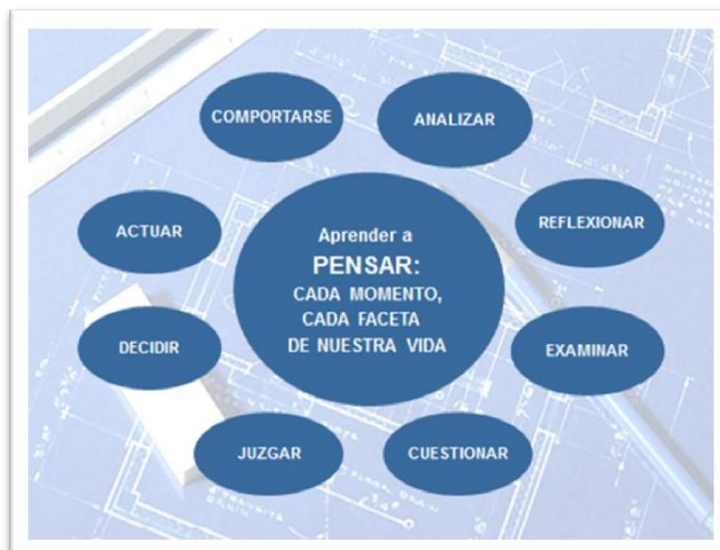 COMPORTARSE
ANALIZAR
ACTUAR
REFLEXIONAR
Aprender a
PENSAR:
CADA MOMENTO,
CADA FACETA
DE NUESTRA VIDA
DECIDIR
EXAMINAR
JUZGAR
CUESTIONAR